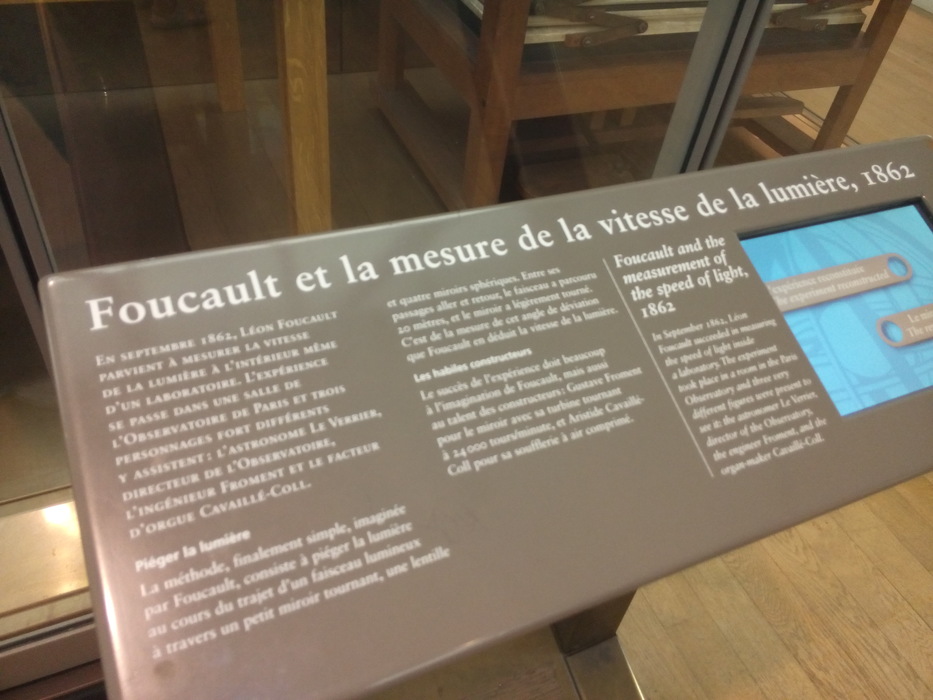 Foucault et la mesure de la vitesse de la lumière, 1862
En septembre 1862, Léon Foucault
parvient à mesurer la vitesse
de la lumière à l'intérieur même
d'un laboratoire. L'expérience
se passe dans une salle de
l'Observatoire de Paris et trois
personnages fort différents
y assistent : l'astronome Le Verrier,
directeur de l'Observatoire,
l'ingénieur Froment et le facteur
d'orgue Cavaillé-Coll.
Piéger la lumière
La méthode, finalement simple, imaginée
par Foucault, consiste à piéger la lumière
au cours du trajet d'un faisceau lumineux
à travers un petit miroir tournant, une lentille
et quatre miroirs sphériques. Entre ses
passages aller et retour, le faisceau a parcouru
20 mètres, et le miroir a légèrement tourné.
C'est de la mesure de cet angle de déviation
que Foucault en déduit la vitesse de la lumière.
Les habiles constructeurs
Le succès de l'expérience doit beaucoup
à l'imagination de Foucault, mais aussi
au talent des constructeurs : Gustave Froment
pour le miroir avec sa turbine tournant
à 24 000 tours/minute, et Aristide Cavaillé-
Coll pour sa soufflerie à air comprimé.
Foucault and the
measurement of
the speed of light,
1862
In September 1862, Léon
Foucault succeeded in measuring
the speed of light inside
a laboratory. The experiment
took place in a room in the Paris
Observatory and three very
different figures were present to
see it: the astronomer Le Verrier,
director of the Observatory,
the engineer Froment, and the
organ-maker Cavaillé-Coll.
expérience reconstituée
he experiment reconstructed
Le
The